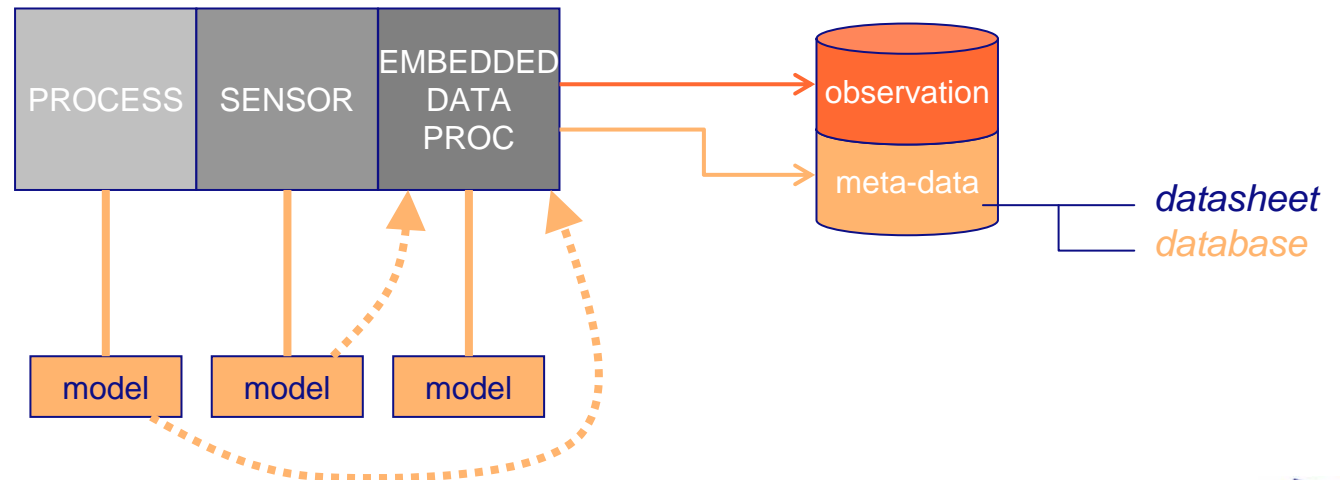 PROCESS
SENSOR
EMBEDDED
DATA
PROC
observation
meta-data
datasheet
database
model
model
model